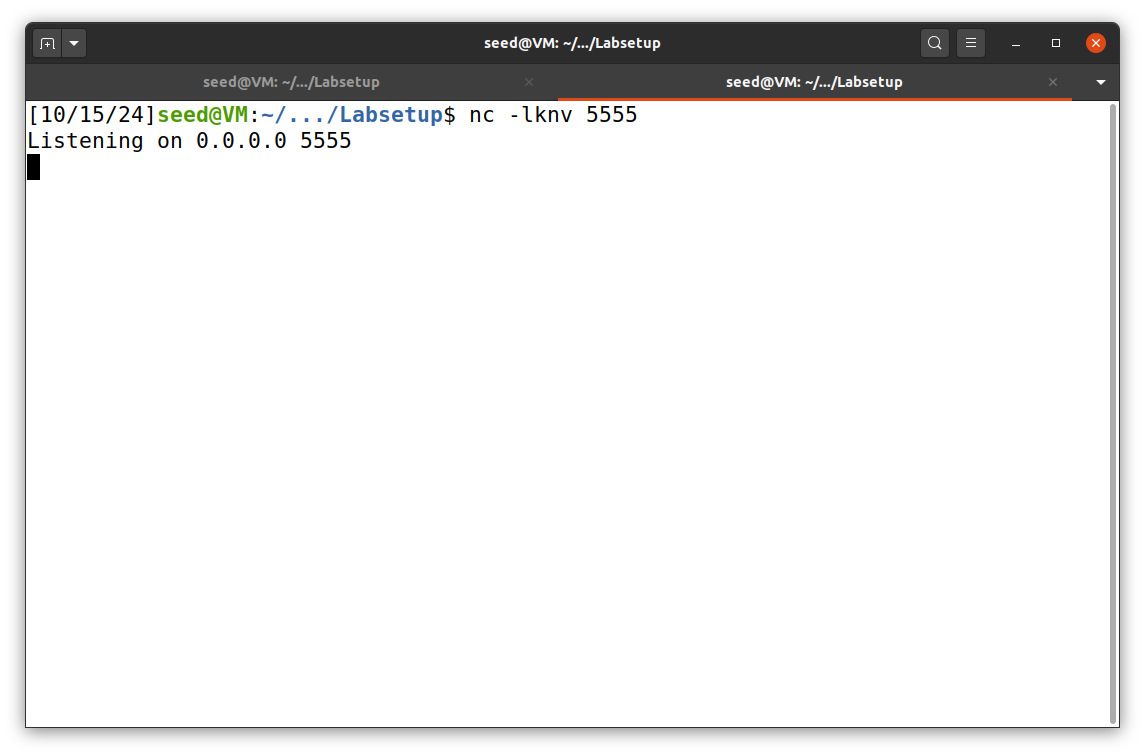 seed@VM: ~/.../Labsetup
seed@VM: ~/.../Labsetup
seed@VM: ~/.../Labsetup
[10/15/24]seed@VM:~/.../Labsetup$ nc -lknv 5555
Listening on 0.0.0.0 5555